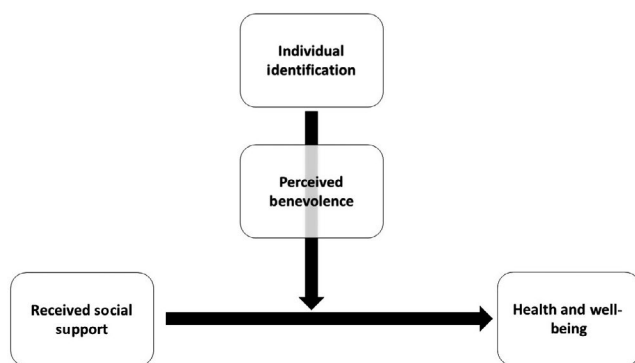 Individual
identification
Perceived
benevolence
Received social
support
Health and well-
being